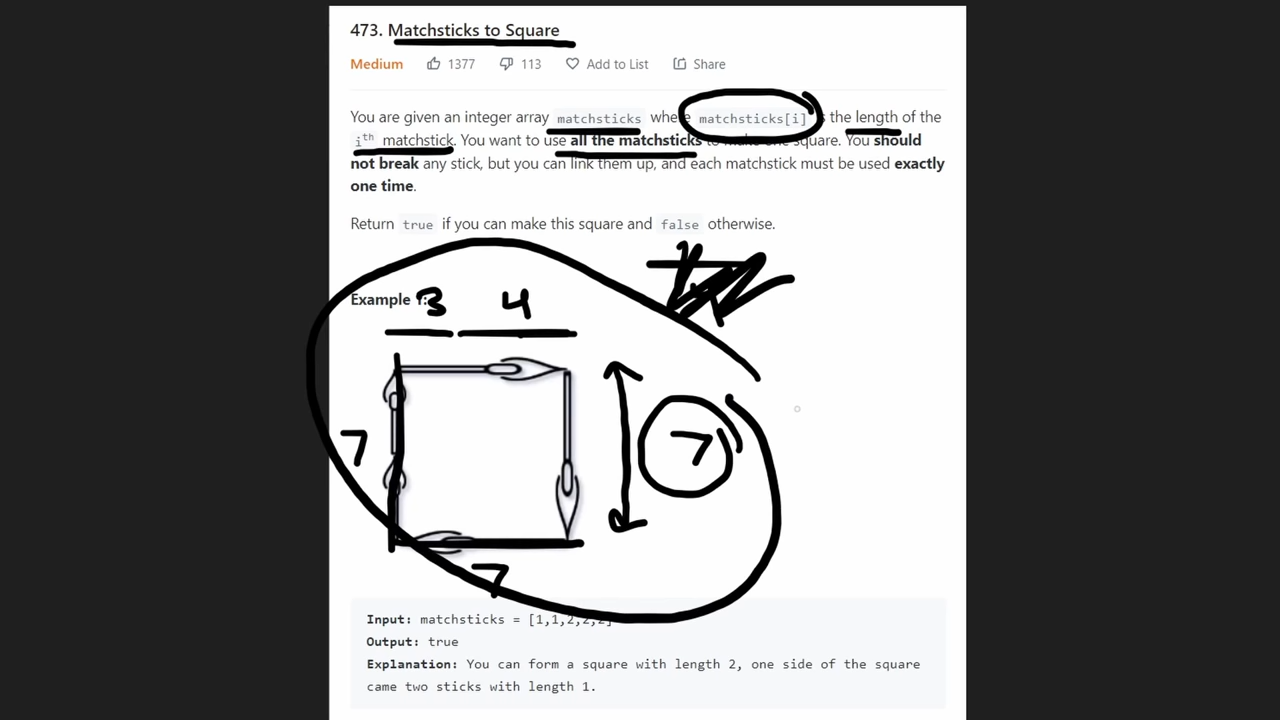 473. Matchsticks to Square
Medium 1377 113 Add to List Share
You are given an integer array matchsticks where matchsticks[i] is the length of the
ith matchstick. You want to use all the matchsticks to make one square. You should
not break any stick, but you can link them up, and each matchstick must be used exactly
one time.
Return true if you can make this square and false otherwise.
Example 1:
3 4
7 7
7
Input: matchsticks = [1,1,2,2,2]
Output: true
Explanation: You can form a square with length 2, one side of the square
came two sticks with length 1.